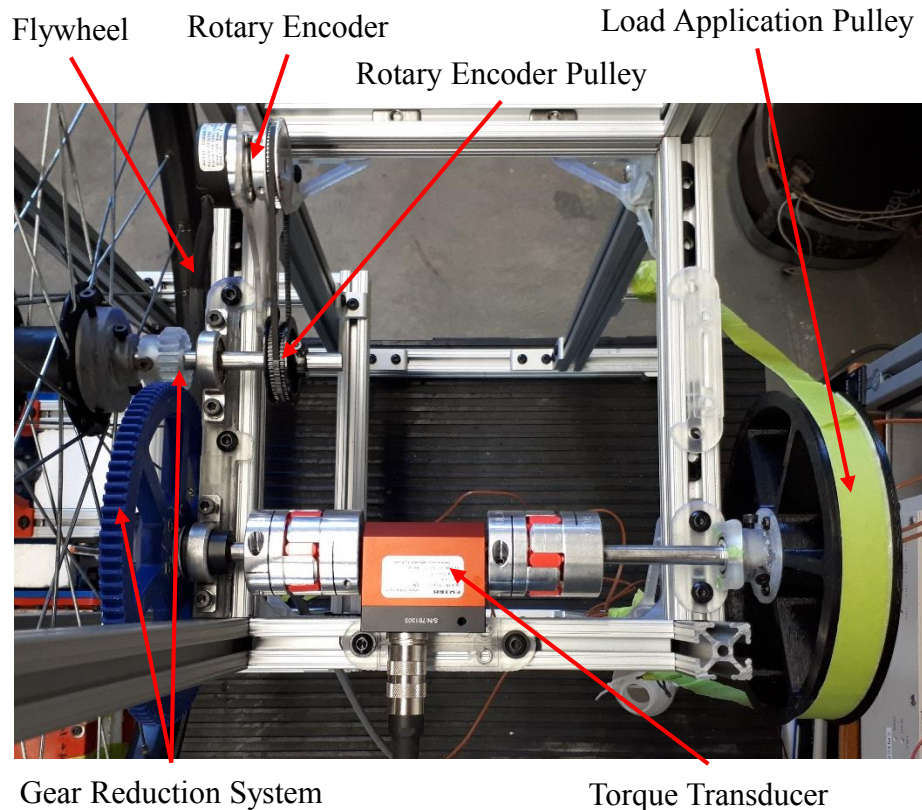 Flywheel
Rotary Encoder
Load Application Pulley
Rotary Encoder Pulley
Gear Reduction System
Torque Transducer